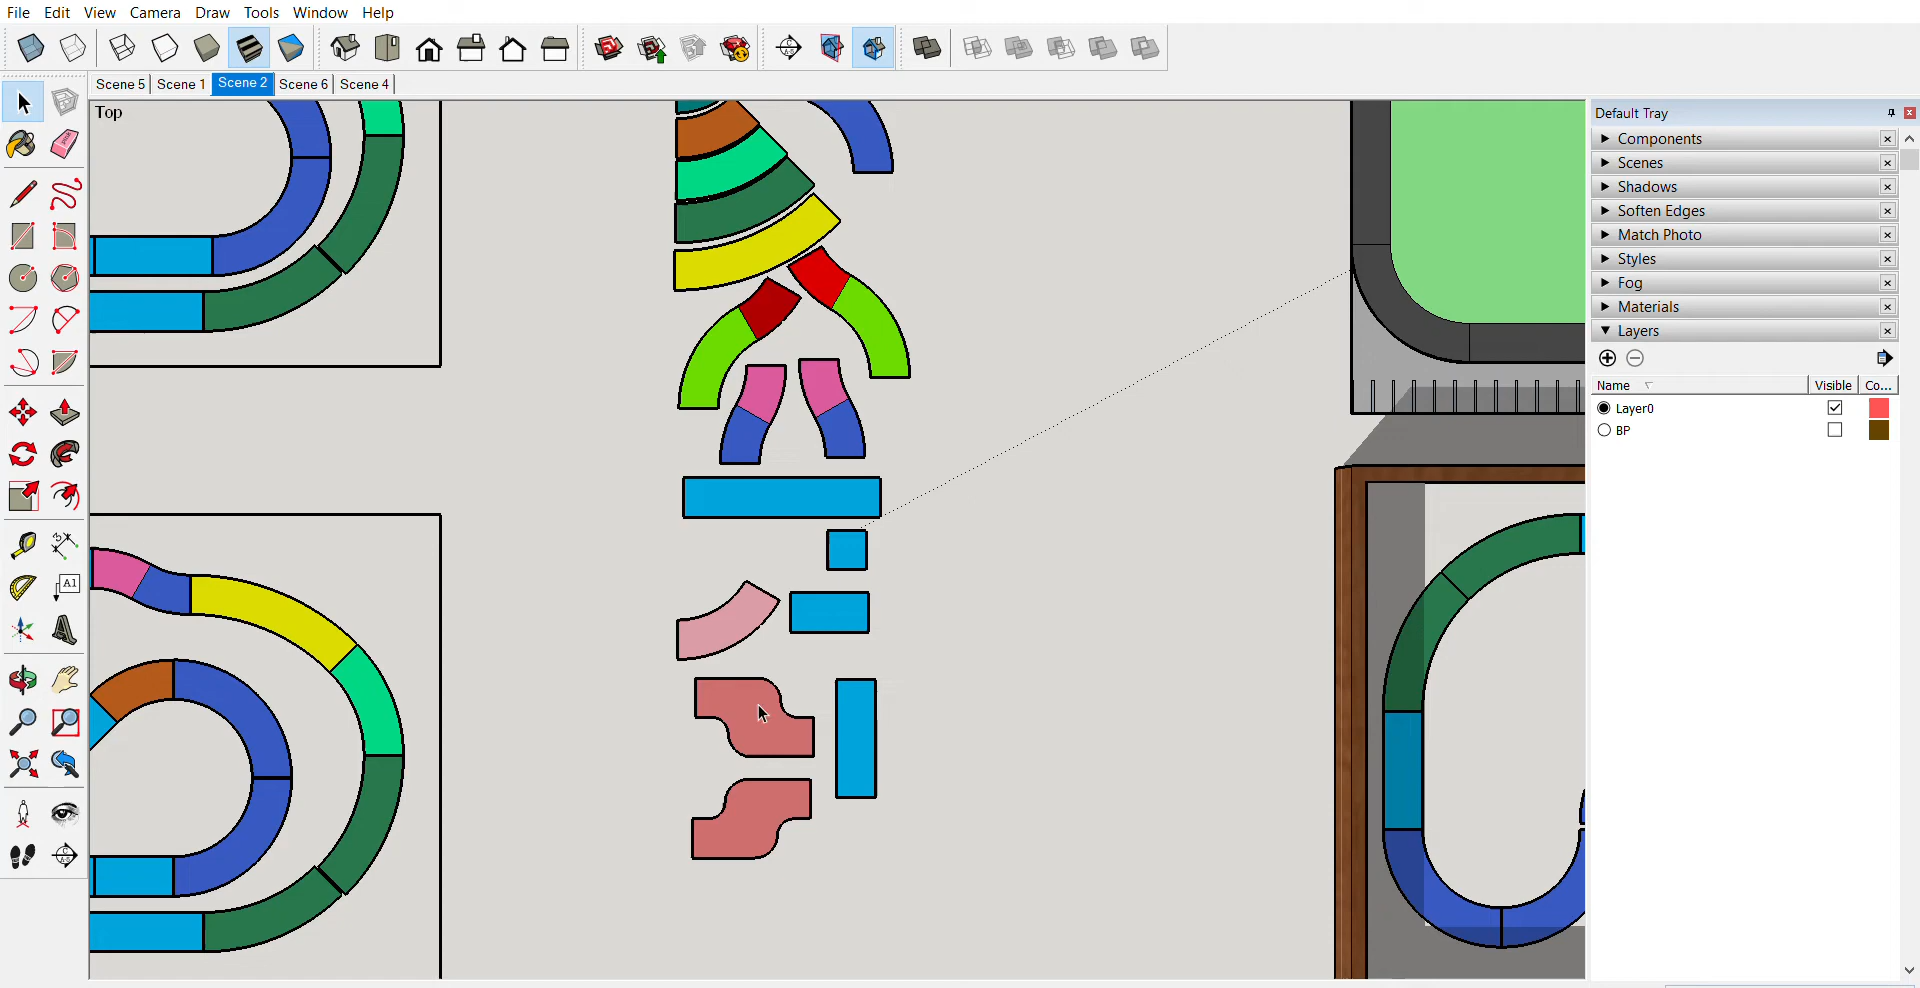 File Edit View Camera Draw Tools Window Help
Scene 5 Scene 1 Scene 2 Scene 6 Scene 4
Top
Default Tray
Components
Scenes
Shadows
Soften Edges
Match Photo
Styles
Fog
Materials
Layers
Name Visible Co...
Layer0
BP
A1